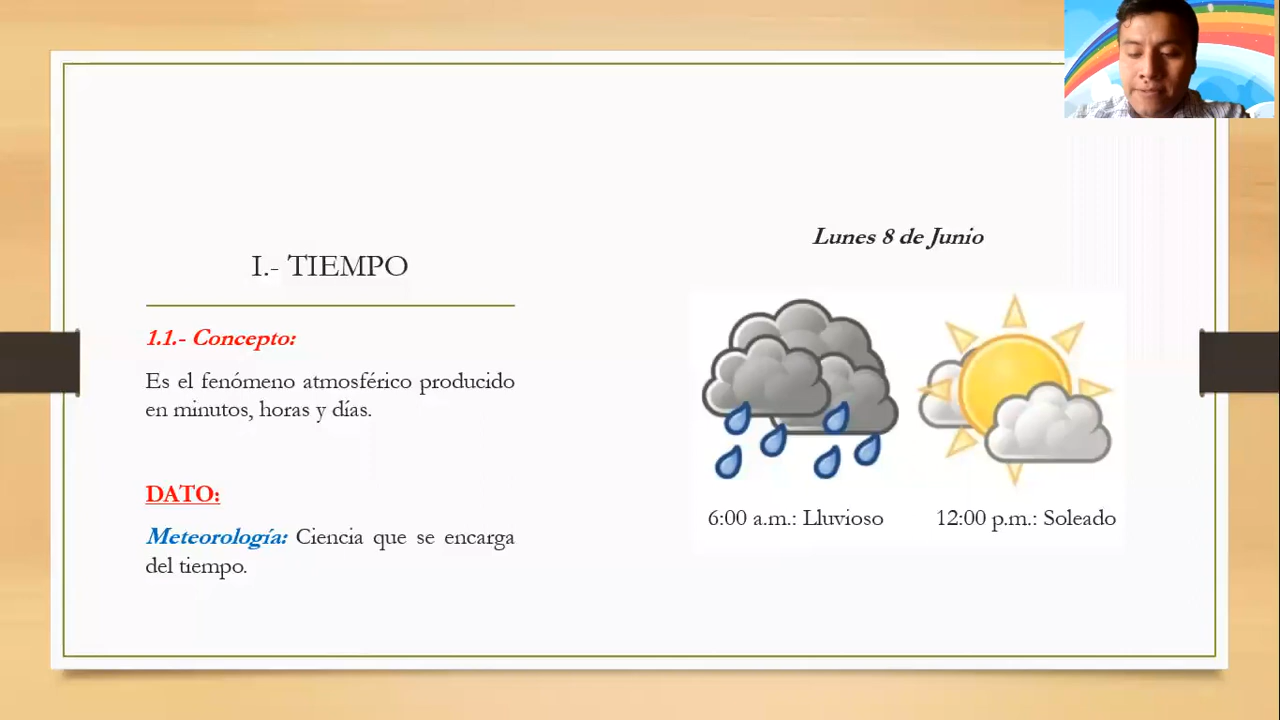 I.- TIEMPO
1.1.- Concepto:
Es el fenómeno atmosférico producido
en minutos, horas y días.
DATO:
Meteorología: Ciencia que se encarga
del tiempo.
Lunes 8 de Junio
6:00 a.m.: Lluvioso
12:00 p.m.: Soleado